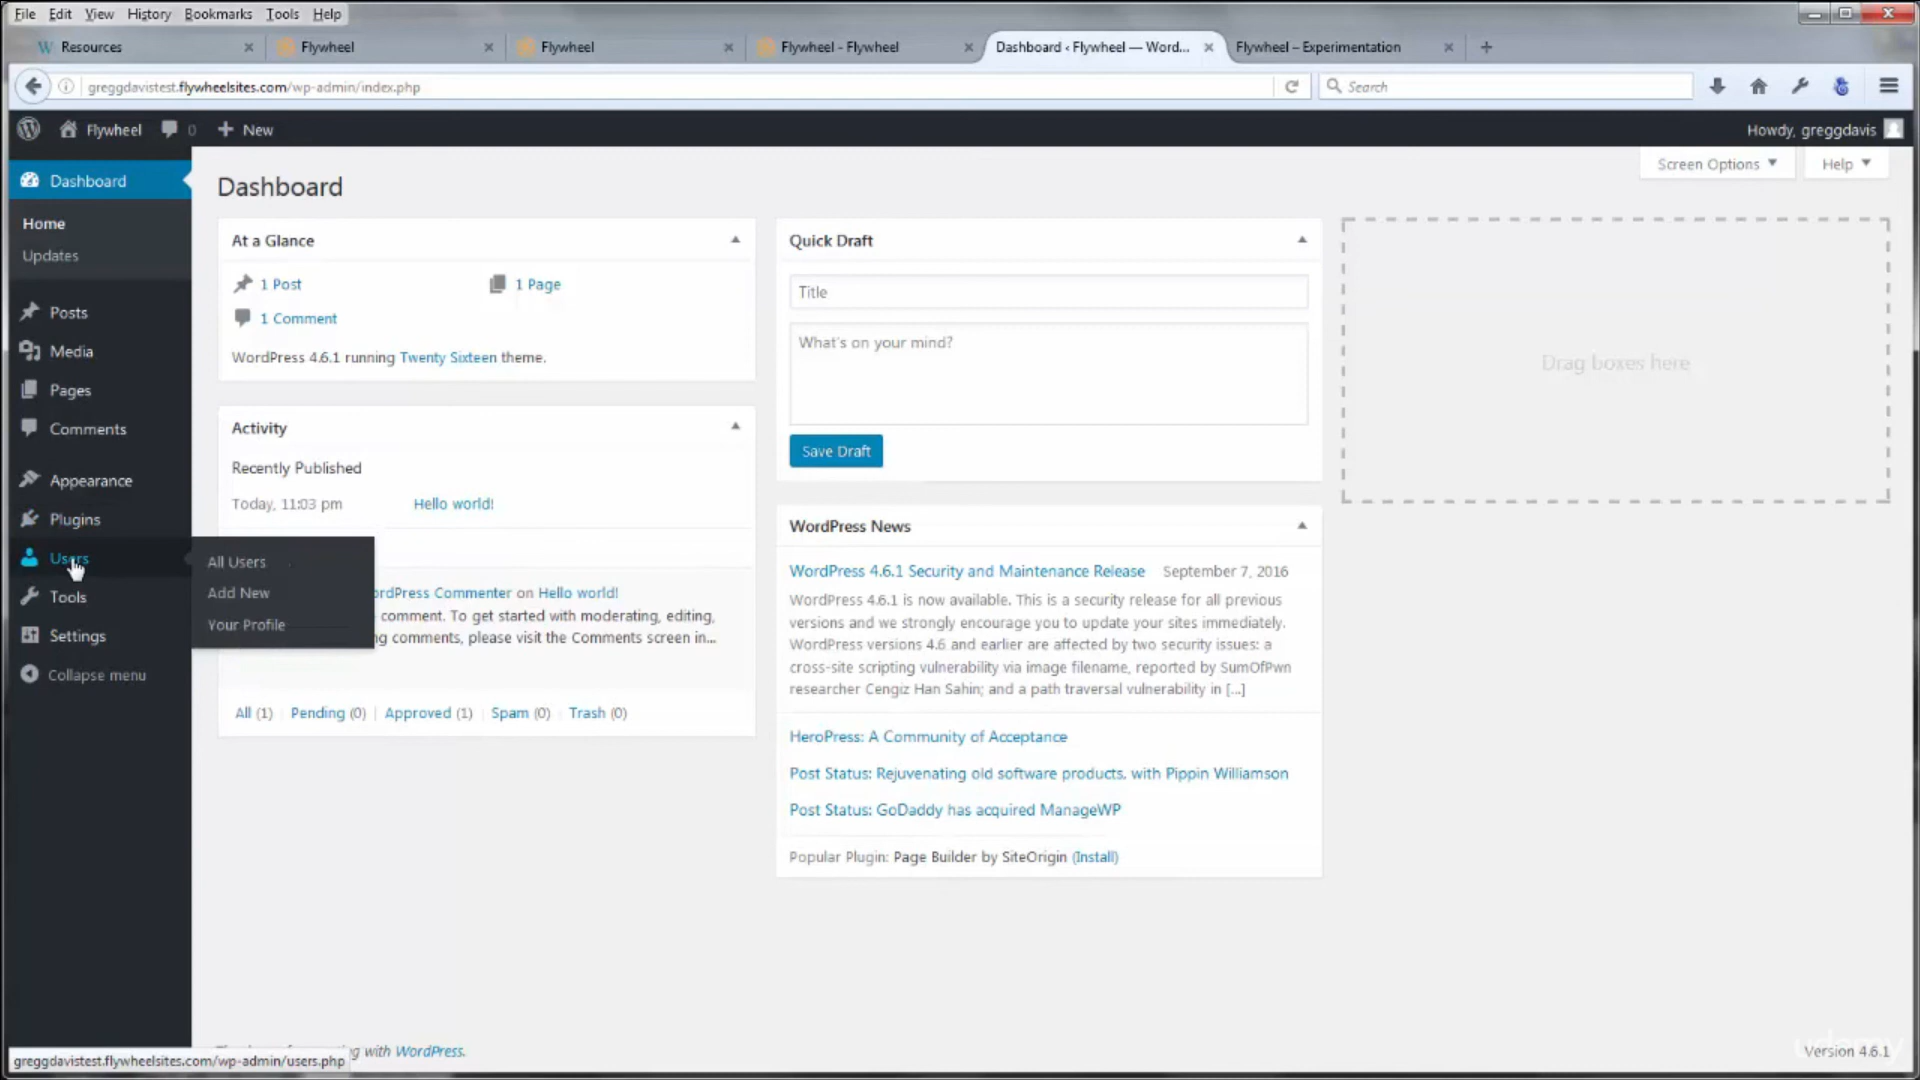 File Edit View History Bookmarks Tools Help
Resources
Flywheel
Flywheel
Flywheel - Flywheel
Dashboard ‹ Flywheel — Word...
Flywheel – Experimentation
greggdavistest.flywheelsites.com/wp-admin/index.php
Search
Flywheel 0 + New
Howdy, greggdavis
Screen Options
Help
Dashboard
Home
Updates
Posts
Media
Pages
Comments
Appearance
Plugins
Users
Tools
Settings
Collapse menu
All Users
Add New
Your Profile
Dashboard
At a Glance
1 Post
1 Page
1 Comment
WordPress 4.6.1 running Twenty Sixteen theme.
Activity
Recently Published
Today, 11:03 pm Hello world!
rdPress Commenter on Hello world!
comment. To get started with moderating, editing,
g comments, please visit the Comments screen in...
All (1) | Pending (0) | Approved (1) | Spam (0) | Trash (0)
Quick Draft
Title
What's on your mind?
Save Draft
WordPress News
WordPress 4.6.1 Security and Maintenance Release September 7, 2016
WordPress 4.6.1 is now available. This is a security release for all previous
versions and we strongly encourage you to update your sites immediately.
WordPress versions 4.6 and earlier are affected by two security issues: a
cross-site scripting vulnerability via image filename, reported by SumOfPwn
researcher Cengiz Han Sahin; and a path traversal vulnerability in [...]
HeroPress: A Community of Acceptance
Post Status: Rejuvenating old software products, with Pippin Williamson
Post Status: GoDaddy has acquired ManageWP
Popular Plugin: Page Builder by SiteOrigin (Install)
Drag boxes here
g with WordPress.
greggdavistest.flywheelsites.com/wp-admin/users.php
Version 4.6.1
udemy